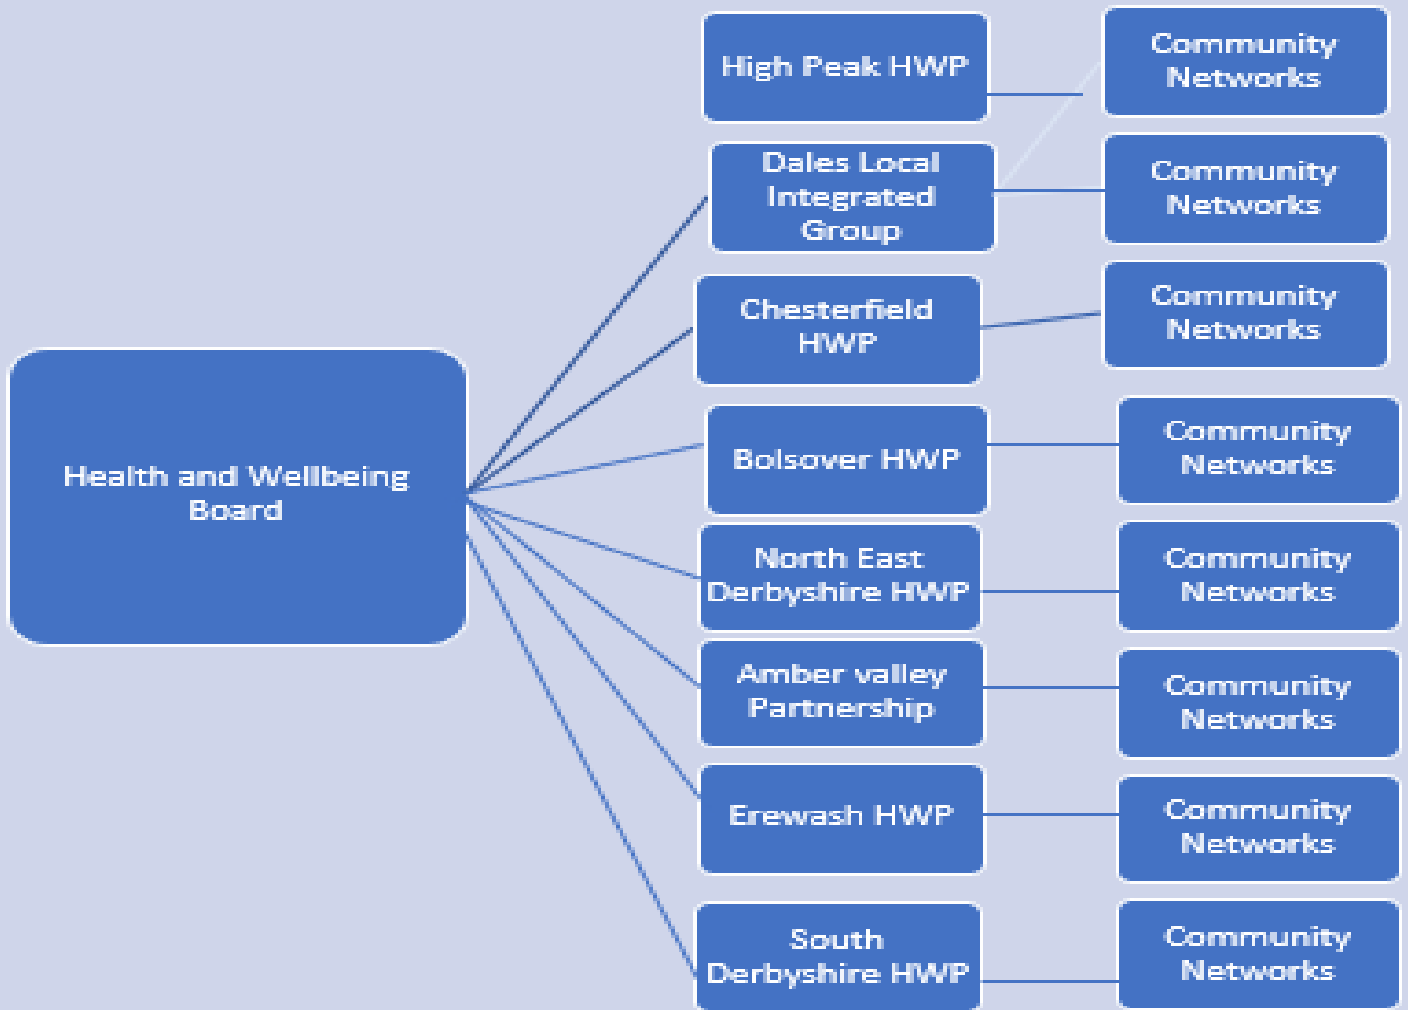 High Peak HWP
Community
Networks
Dales Local
Integrated
Group
Community
Networks
Chesterfield
HWP
Community
Networks
Health and Wellbeing
Board
Bolsover HWP
Community
Networks
North East
Derbyshire HWP
Community
Networks
Amber valley
Partnership
Community
Networks
Erewash HWP
Community
Networks
South
Derbyshire HWP
Community
Networks